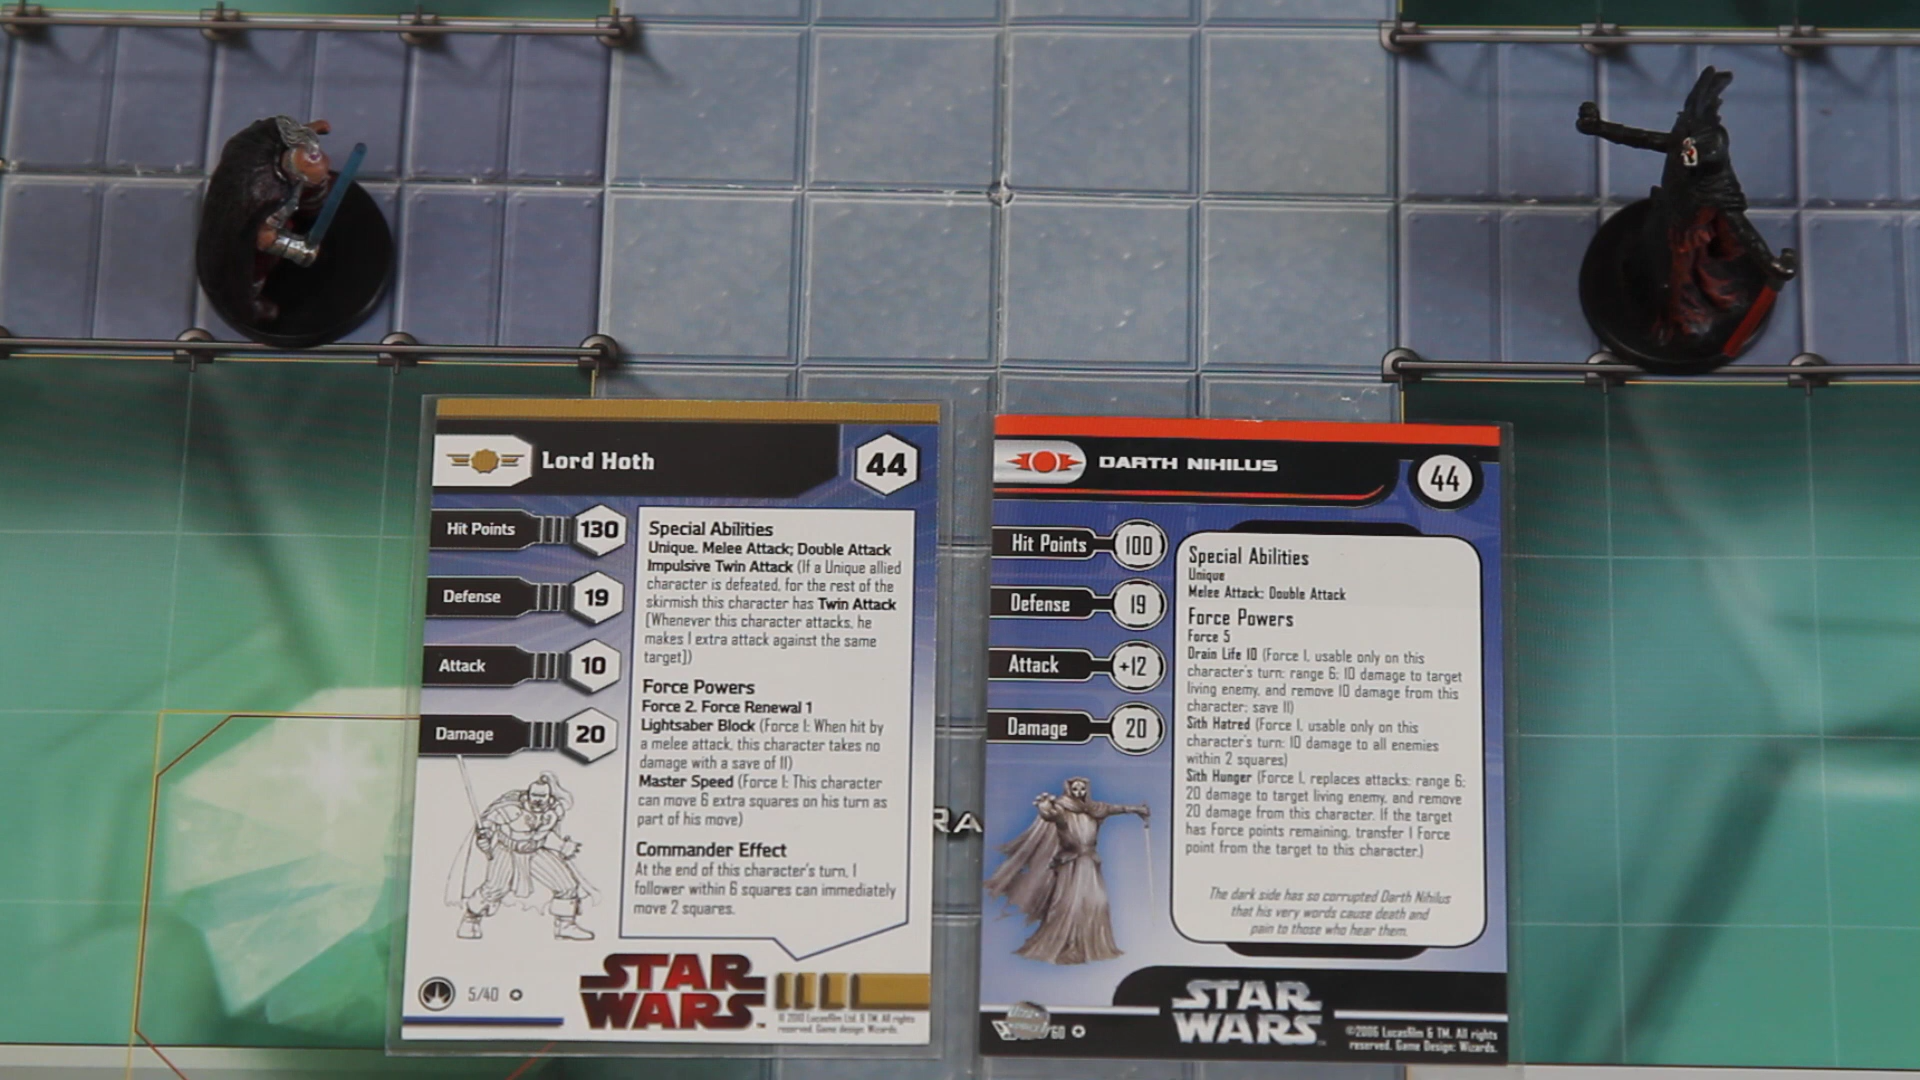 Lord Hoth
44
Hit Points 130
Defense 19
Attack 10
Damage 20
Special Abilities
Unique. Melee Attack; Double Attack
Impulsive Twin Attack (If a Unique allied
character is defeated, for the rest of the
skirmish this character has Twin Attack
[Whenever this character attacks, he
makes 1 extra attack against the same
target])
Force Powers
Force 2. Force Renewal 1
Lightsaber Block (Force 1: When hit by
a melee attack, this character takes no
damage with a save of 11)
Master Speed (Force 1: This character
can move 6 extra squares on his turn as
part of his move)
Commander Effect
At the end of this character's turn, 1
follower within 6 squares can immediately
move 2 squares.
5/40
STAR
WARS
© 2010 Lucasfilm Ltd. & TM. All rights
reserved. Game design: Wizards.
RA
DARTH NIHILUS
44
Hit Points 100
Defense 19
Attack +12
Damage 20
Special Abilities
Unique
Melee Attack; Double Attack
Force Powers
Force 5
Drain Life 10 (Force 1, usable only on this
character's turn: range 6; 10 damage to target
living enemy, and remove 10 damage from this
character; save 11)
Sith Hatred (Force 1, usable only on this
character's turn: 10 damage to all enemies
within 2 squares)
Sith Hunger (Force 1, replaces attacks: range 6;
20 damage to target living enemy, and remove
20 damage from this character. If the target
has Force points remaining, transfer 1 Force
point from the target to this character.)
The dark side has so corrupted Darth Nihilus
that his very words cause death and
pain to those who hear them.
/60
STAR
WARS
©2006 Lucasfilm & TM. All rights
reserved. Game Design: Wizards.